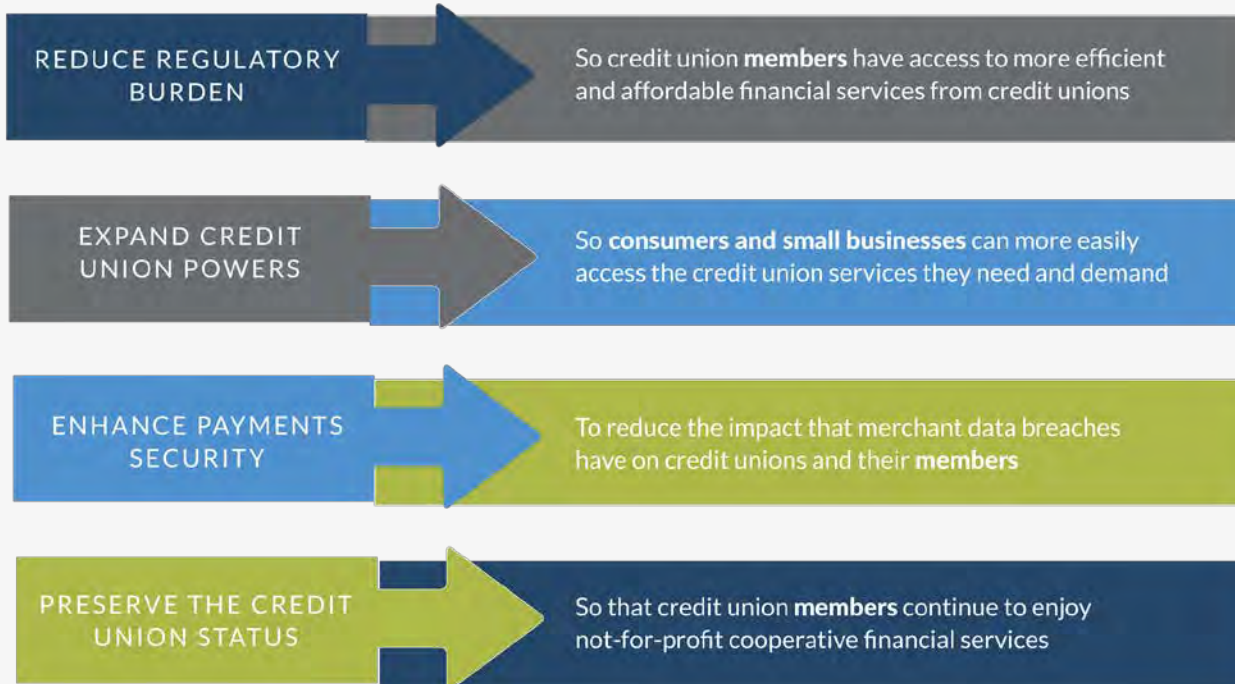 REDUCE REGULATORY
BURDEN
So credit union members have access to more efficient
and affordable financial services from credit unions
EXPAND CREDIT
UNION POWERS
So consumers and small businesses can more easily
access the credit union services they need and demand
ENHANCE PAYMENTS
SECURITY
To reduce the impact that merchant data breaches
have on credit unions and their members
PRESERVE THE CREDIT
UNION STATUS
So that credit union members continue to enjoy
not-for-profit cooperative financial services